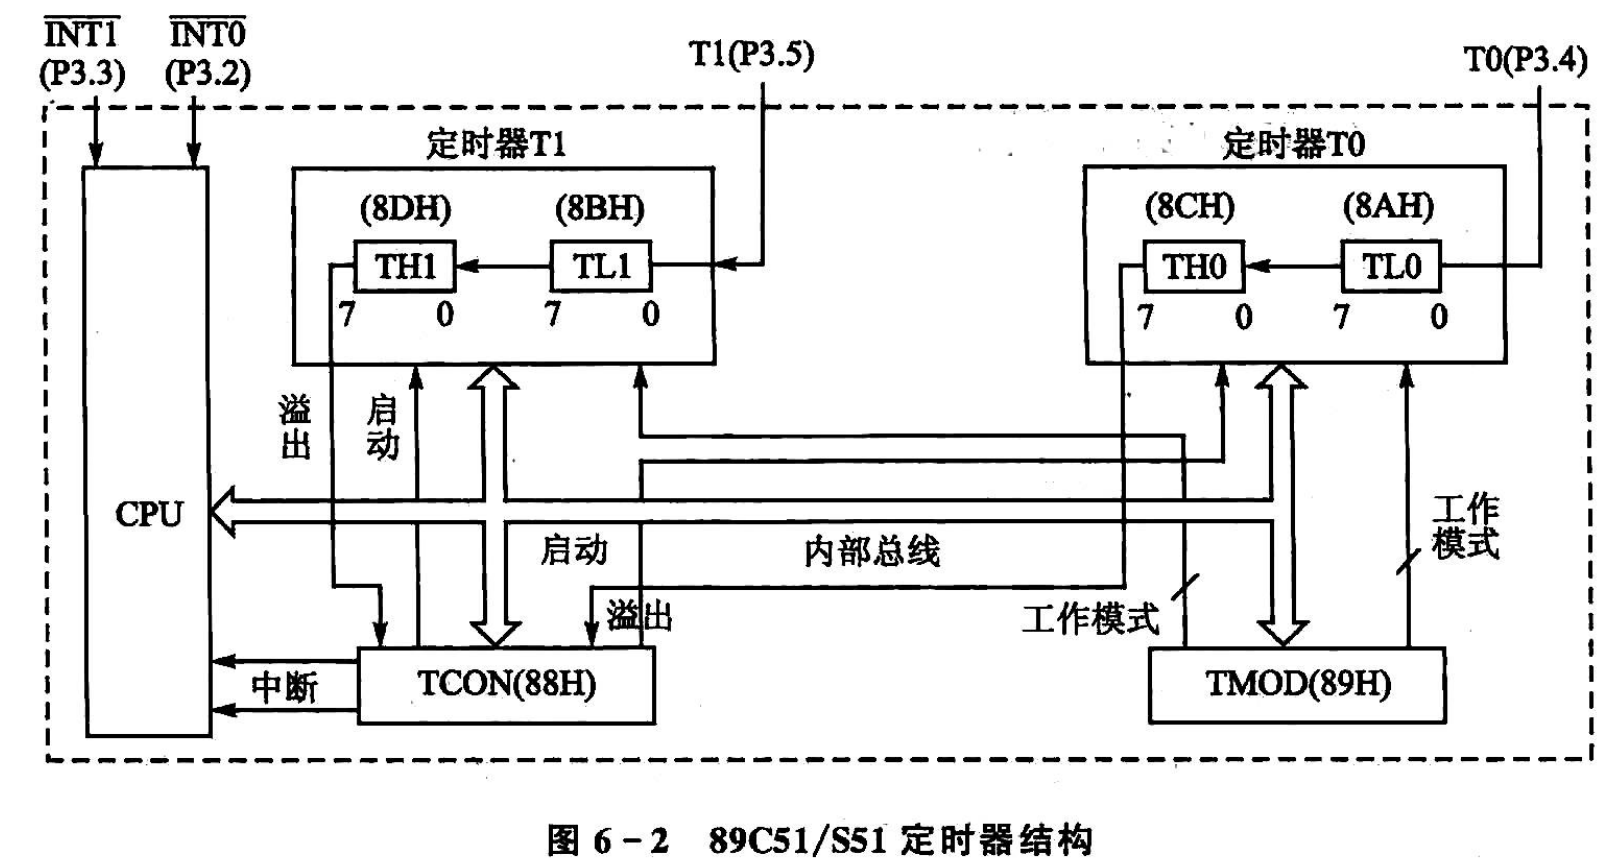 INT1 INT0
(P3.3) (P3.2)
T1(P3.5)
T0(P3.4)
定时器T1
定时器T0
(8DH) (8BH)
(8CH) (8AH)
TH1 TL1
TH0 TL0
7 0 7 0
7 0 7 0
溢出
启动
CPU
启动
内部总线
工作
模式
溢出
工作模式
中断
TCON(88H)
TMOD(89H)
图 6-2 89C51/S51 定时器结构